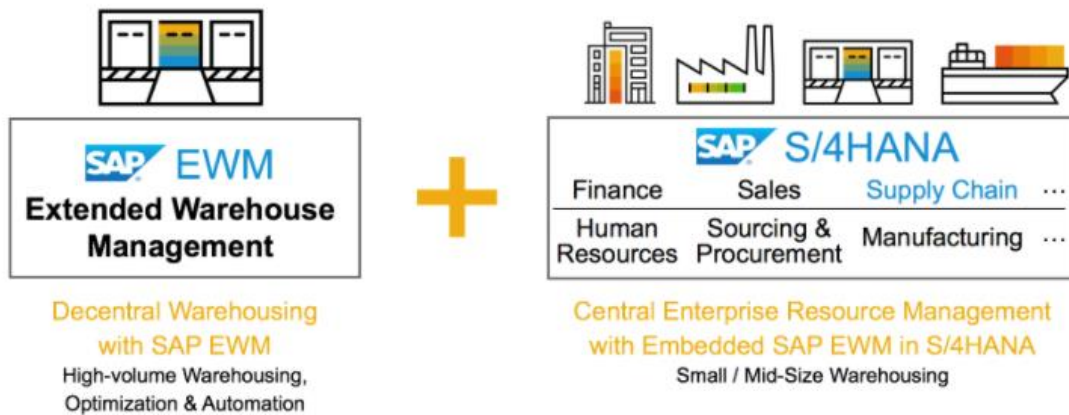 SAP EWM
Extended Warehouse
Management
Decentral Warehousing
with SAP EWM
High-volume Warehousing,
Optimization & Automation
+
SAP S/4HANA
Finance Sales Supply Chain ...
Human Resources Sourcing & Procurement Manufacturing ...
Central Enterprise Resource Management
with Embedded SAP EWM in S/4HANA
Small / Mid-Size Warehousing